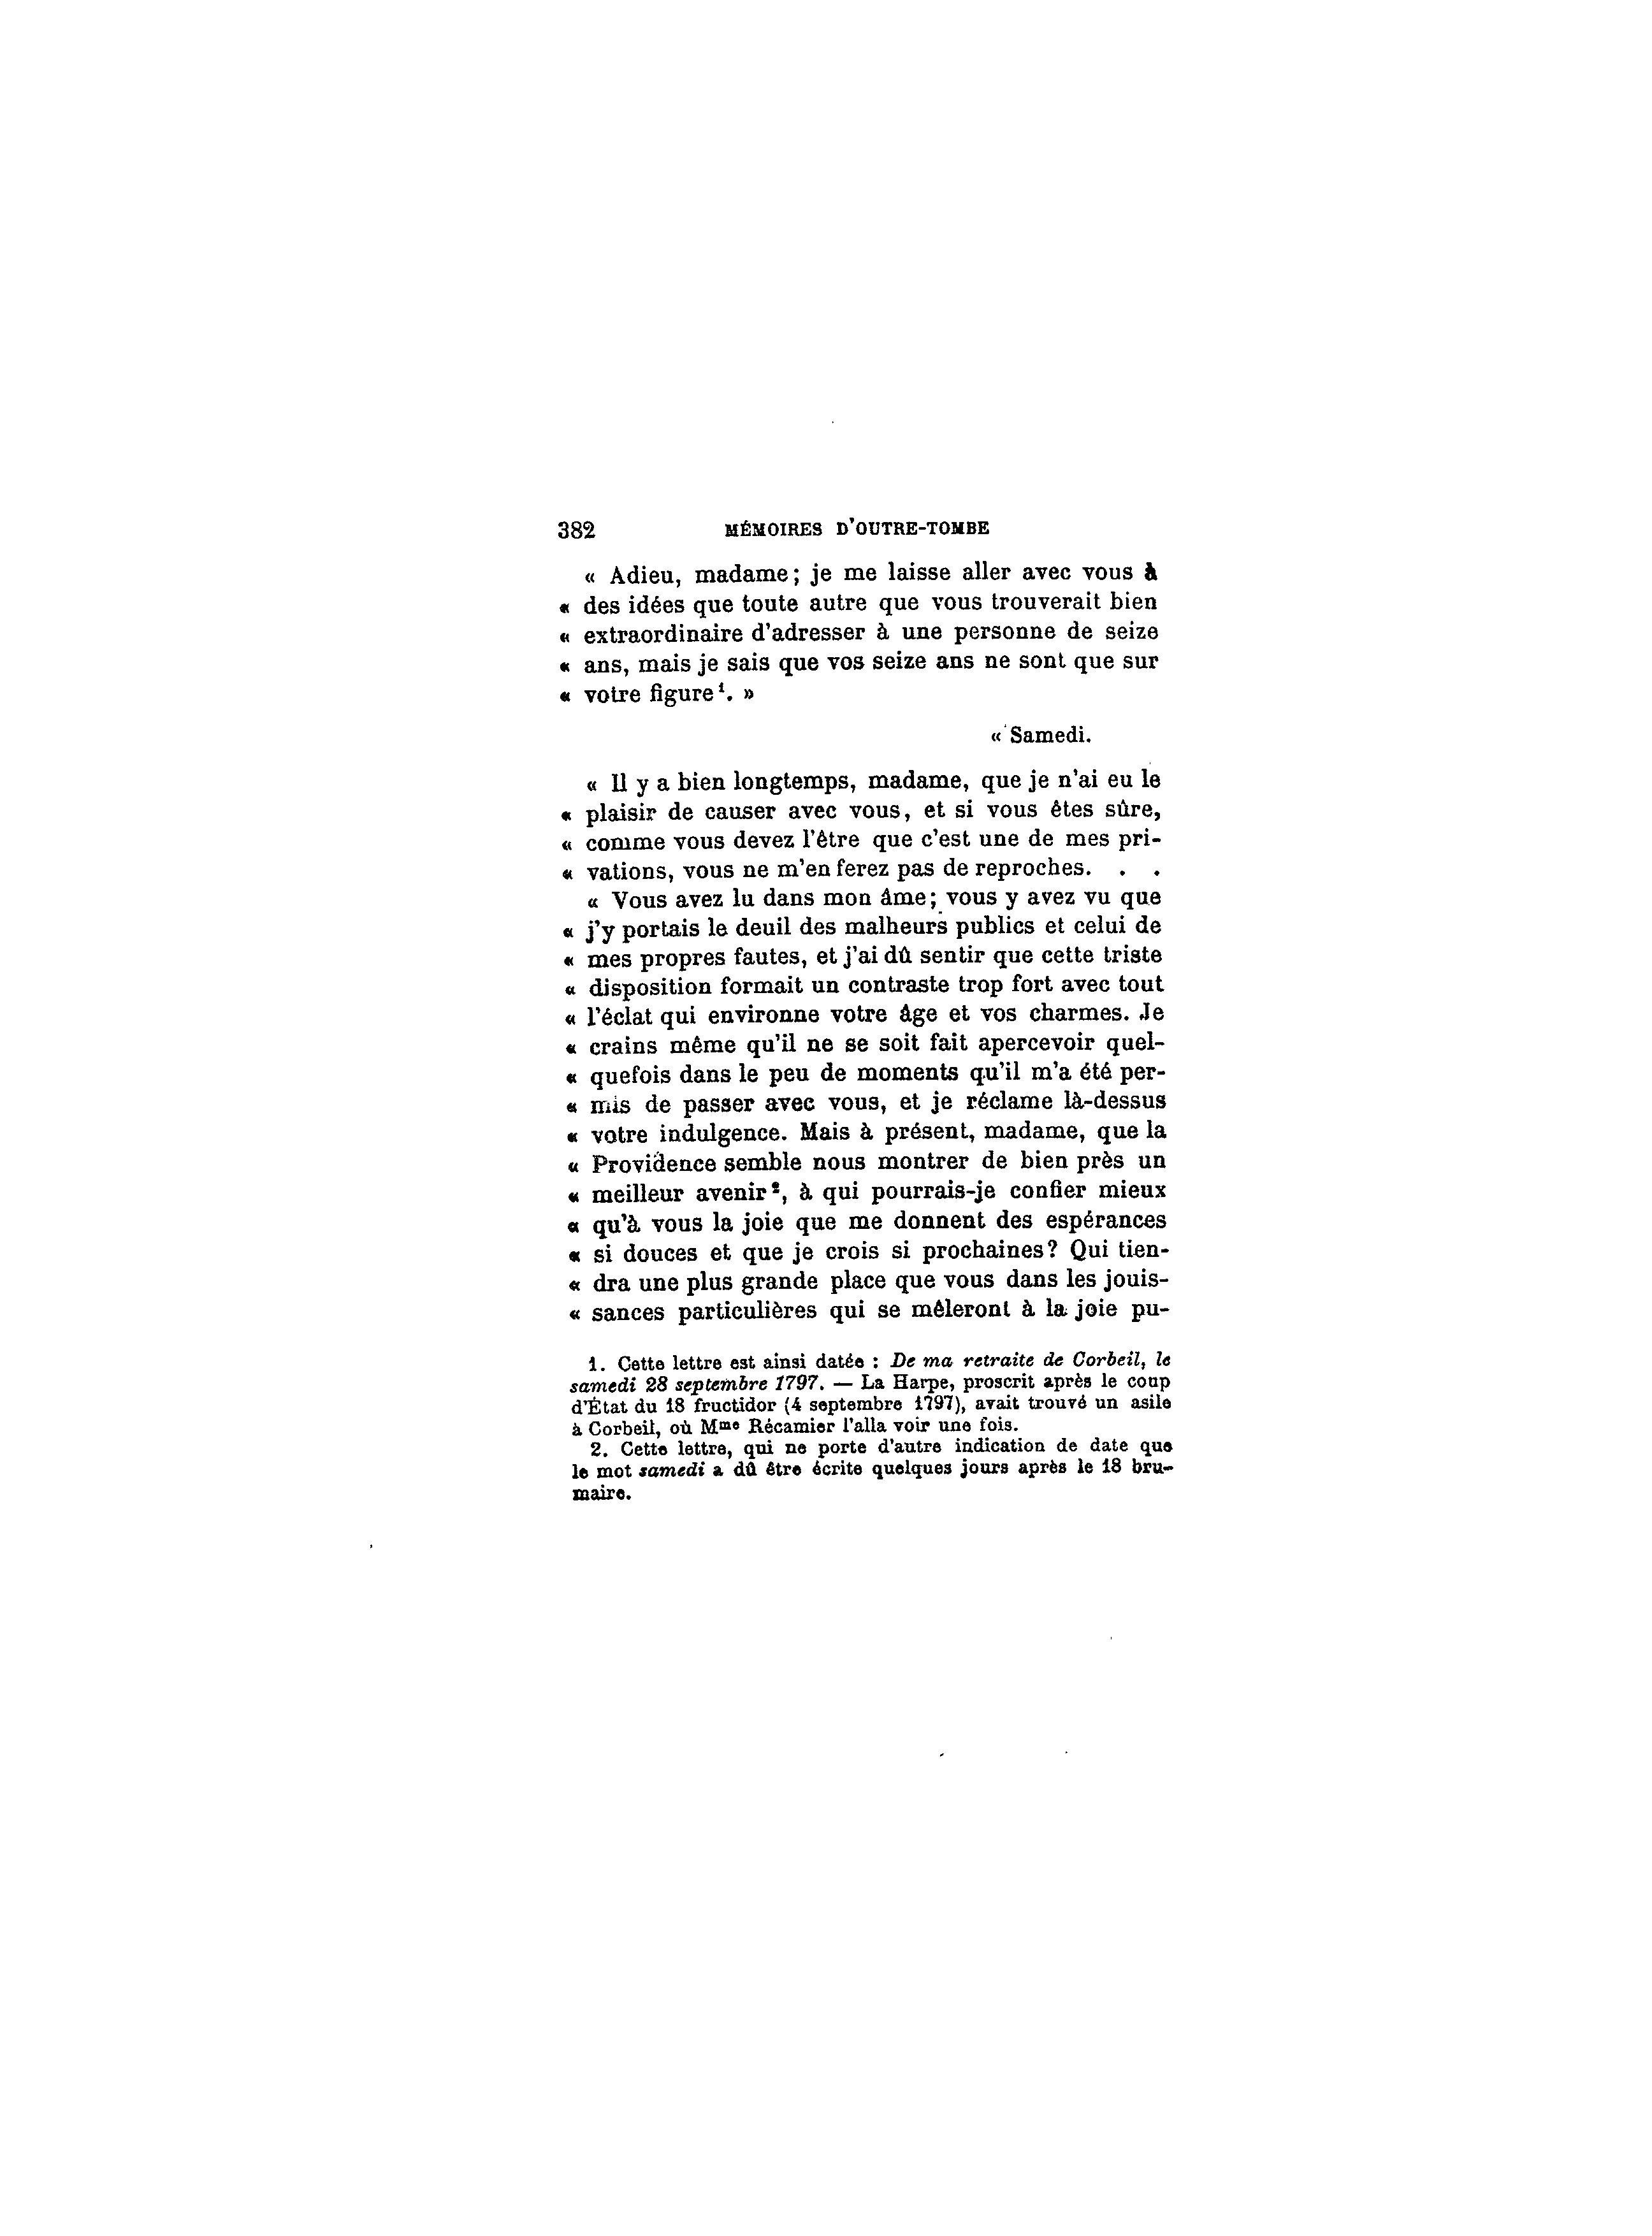 382 MÉMOIRES D'OUTRE-TOMBE
« Adieu, madame; je me laisse aller avec vous à
« des idées que toute autre que vous trouverait bien
« extraordinaire d'adresser à une personne de seize
« ans, mais je sais que vos seize ans ne sont que sur
« votre figure¹. »
« Samedi.
« Il y a bien longtemps, madame, que je n'ai eu le
« plaisir de causer avec vous, et si vous êtes sûre,
« comme vous devez l'être que c'est une de mes pri-
« vations, vous ne m'en ferez pas de reproches. . .
« Vous avez lu dans mon âme; vous y avez vu que
« j'y portais le deuil des malheurs publics et celui de
« mes propres fautes, et j'ai dû sentir que cette triste
« disposition formait un contraste trop fort avec tout
« l'éclat qui environne votre âge et vos charmes. Je
« crains même qu'il ne se soit fait apercevoir quel-
« quefois dans le peu de moments qu'il m'a été per-
« mis de passer avec vous, et je réclame là-dessus
« votre indulgence. Mais à présent, madame, que la
« Providence semble nous montrer de bien près un
« meilleur avenir², à qui pourrais-je confier mieux
« qu'à vous la joie que me donnent des espérances
« si douces et que je crois si prochaines? Qui tien-
« dra une plus grande place que vous dans les jouis-
« sances particulières qui se mêleront à la joie pu-
1. Cette lettre est ainsi datée : De ma retraite de Corbeil, le
samedi 28 septembre 1797. — La Harpe, proscrit après le coup
d'État du 18 fructidor (4 septembre 1797), avait trouvé un asile
à Corbeil, où Mme Récamier l'alla voir une fois.
2. Cette lettre, qui ne porte d'autre indication de date que
le mot samedi a dû être écrite quelques jours après le 18 bru-
maire.